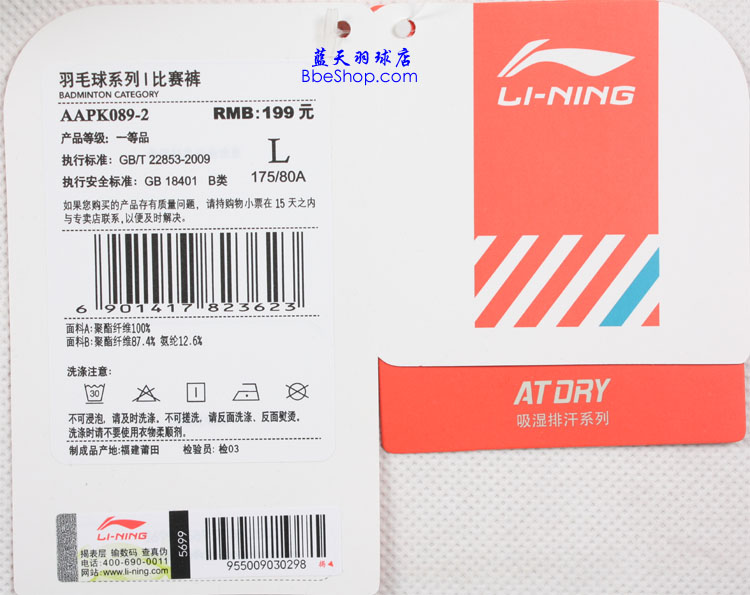 蓝天羽球店
BbeShop.com
羽毛球系列 | 比赛裤
BADMINTON CATEGORY
AAPK089-2 RMB:199 元
产品等级: 一等品
执行标准: GB/T 22853-2009
L
执行安全标准: GB 18401 B类
175/80A
如果您购买的产品存有质量问题, 请持购物小票在 15 天之内
与专卖店联系,以便及时解决。
6 901417 823623
面料A:聚酯纤维100%
面料B:聚酯纤维87.4% 氨纶12.6%
洗涤注意:
30
不可浸泡, 请及时洗涤。不可搓洗, 请反面洗涤、反面熨烫。
洗涤时请不要使用衣物柔顺剂。
制成品产地:福建莆田 检验员: 检03
LI-NING
揭表层 输数码 查真伪
电话:400-690-0011
网站:www.li-ning.com
5699
955009030298
LI-NING
AT DRY
吸湿排汗系列